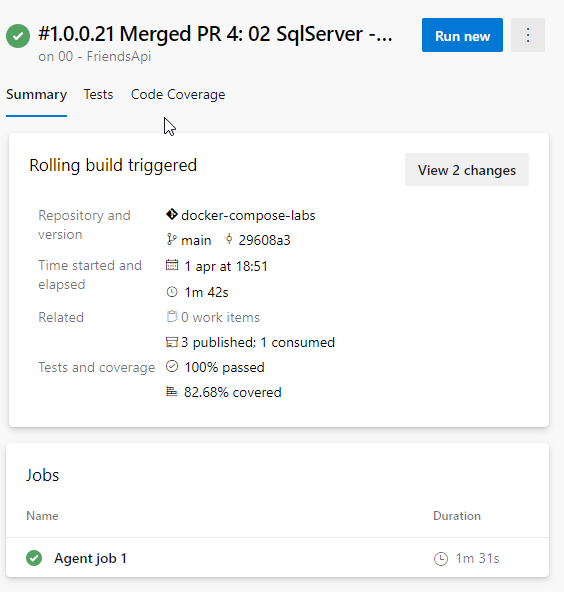 #1.0.0.21 Merged PR 4: 02 SqlServer -...
on 00 - FriendsApi
Run new
Summary
Tests
Code Coverage
Rolling build triggered
View 2 changes
Repository and version
docker-compose-labs
main 29608a3
Time started and elapsed
1 apr at 18:51
1m 42s
Related
0 work items
3 published; 1 consumed
Tests and coverage
100% passed
82.68% covered
Jobs
Name
Duration
Agent job 1
1m 31s